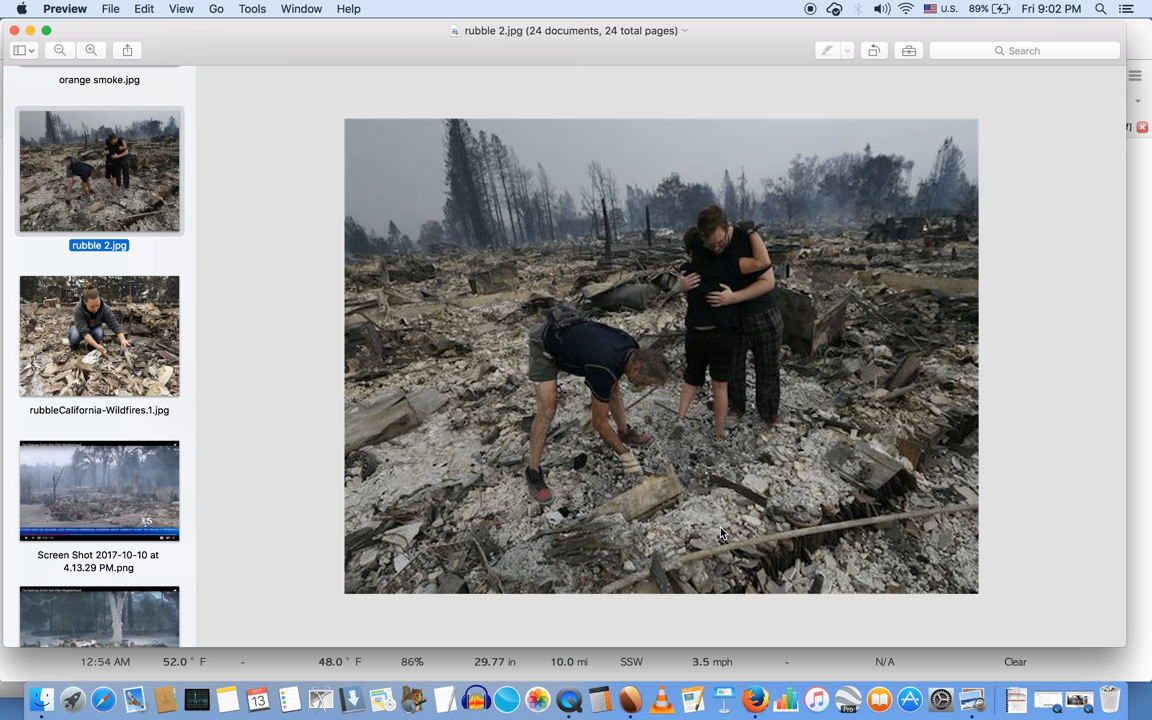 Preview File Edit View Go Tools Window Help U.S. 89% Fri 9:02 PM
rubble 2.jpg (24 documents, 24 total pages)
Search
orange smoke.jpg
rubble 2.jpg
rubbleCalifornia-Wildfires.1.jpg
Screen Shot 2017-10-10 at
4.13.29 PM.png
12:54 AM 52.0 ° F - 48.0 ° F 86% 29.77 in 10.0 mi SSW 3.5 mph - N/A Clear
OCT
13
Pro